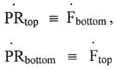 ṖR_top ≡ Ḟ_bottom ,
ṖR_bottom ≡ Ḟ_top